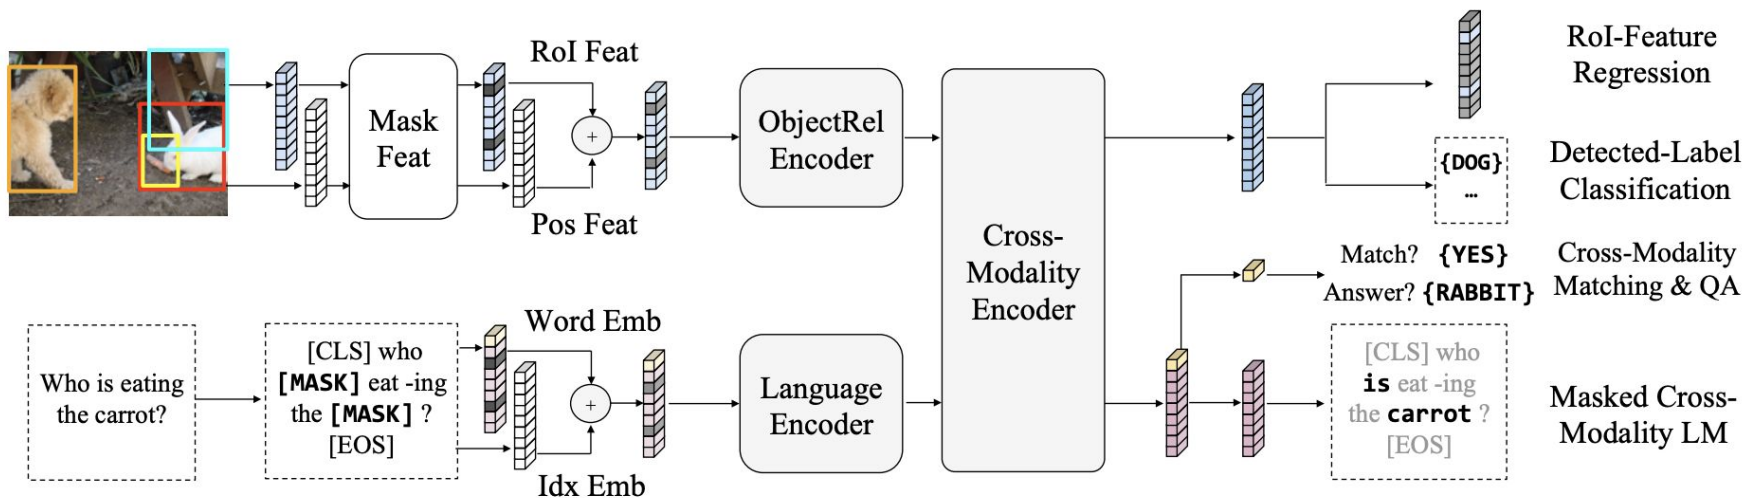 RoI Feat
Mask
Feat
Pos Feat
+
ObjectRel
Encoder
Cross-
Modality
Encoder
RoI-Feature
Regression
{DOG}
...
Detected-Label
Classification
Match? {YES}
Answer? {RABBIT}
Cross-Modality
Matching & QA
Who is eating
the carrot?
[CLS] who
[MASK] eat -ing
the [MASK] ?
[EOS]
Word Emb
+
Idx Emb
Language
Encoder
[CLS] who
is eat -ing
the carrot ?
[EOS]
Masked Cross-
Modality LM